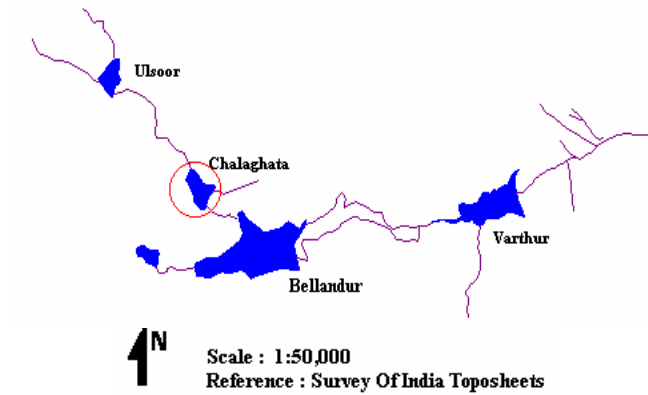 Ulsoor
Chalaghata
Varthur
Bellandur
N
Scale : 1:50,000
Reference : Survey Of India Toposheets